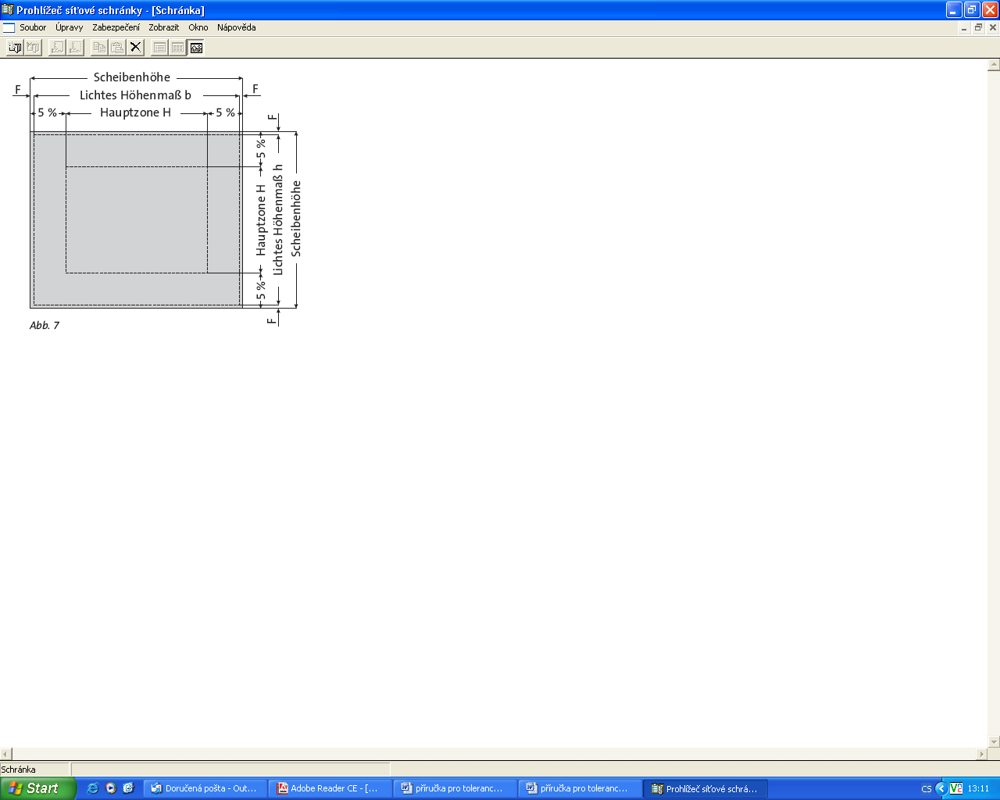 Prohlížeč síťové schránky - [Schránka]
Soubor Úpravy Zabezpečení Zobrazit Okno Nápověda
Scheibenhöhe
F Lichtes Höhenmaß b F
5 % Hauptzone H 5 %
F
5 %
Hauptzone H
Lichtes Höhenmaß h
Scheibenhöhe
5 %
F
Abb. 7
Schránka
Start Doručená pošta - Out... Adobe Reader CE - [... příručka pro toleranc... příručka pro toleranc... Prohlížeč síťové schrá... CS 13:11